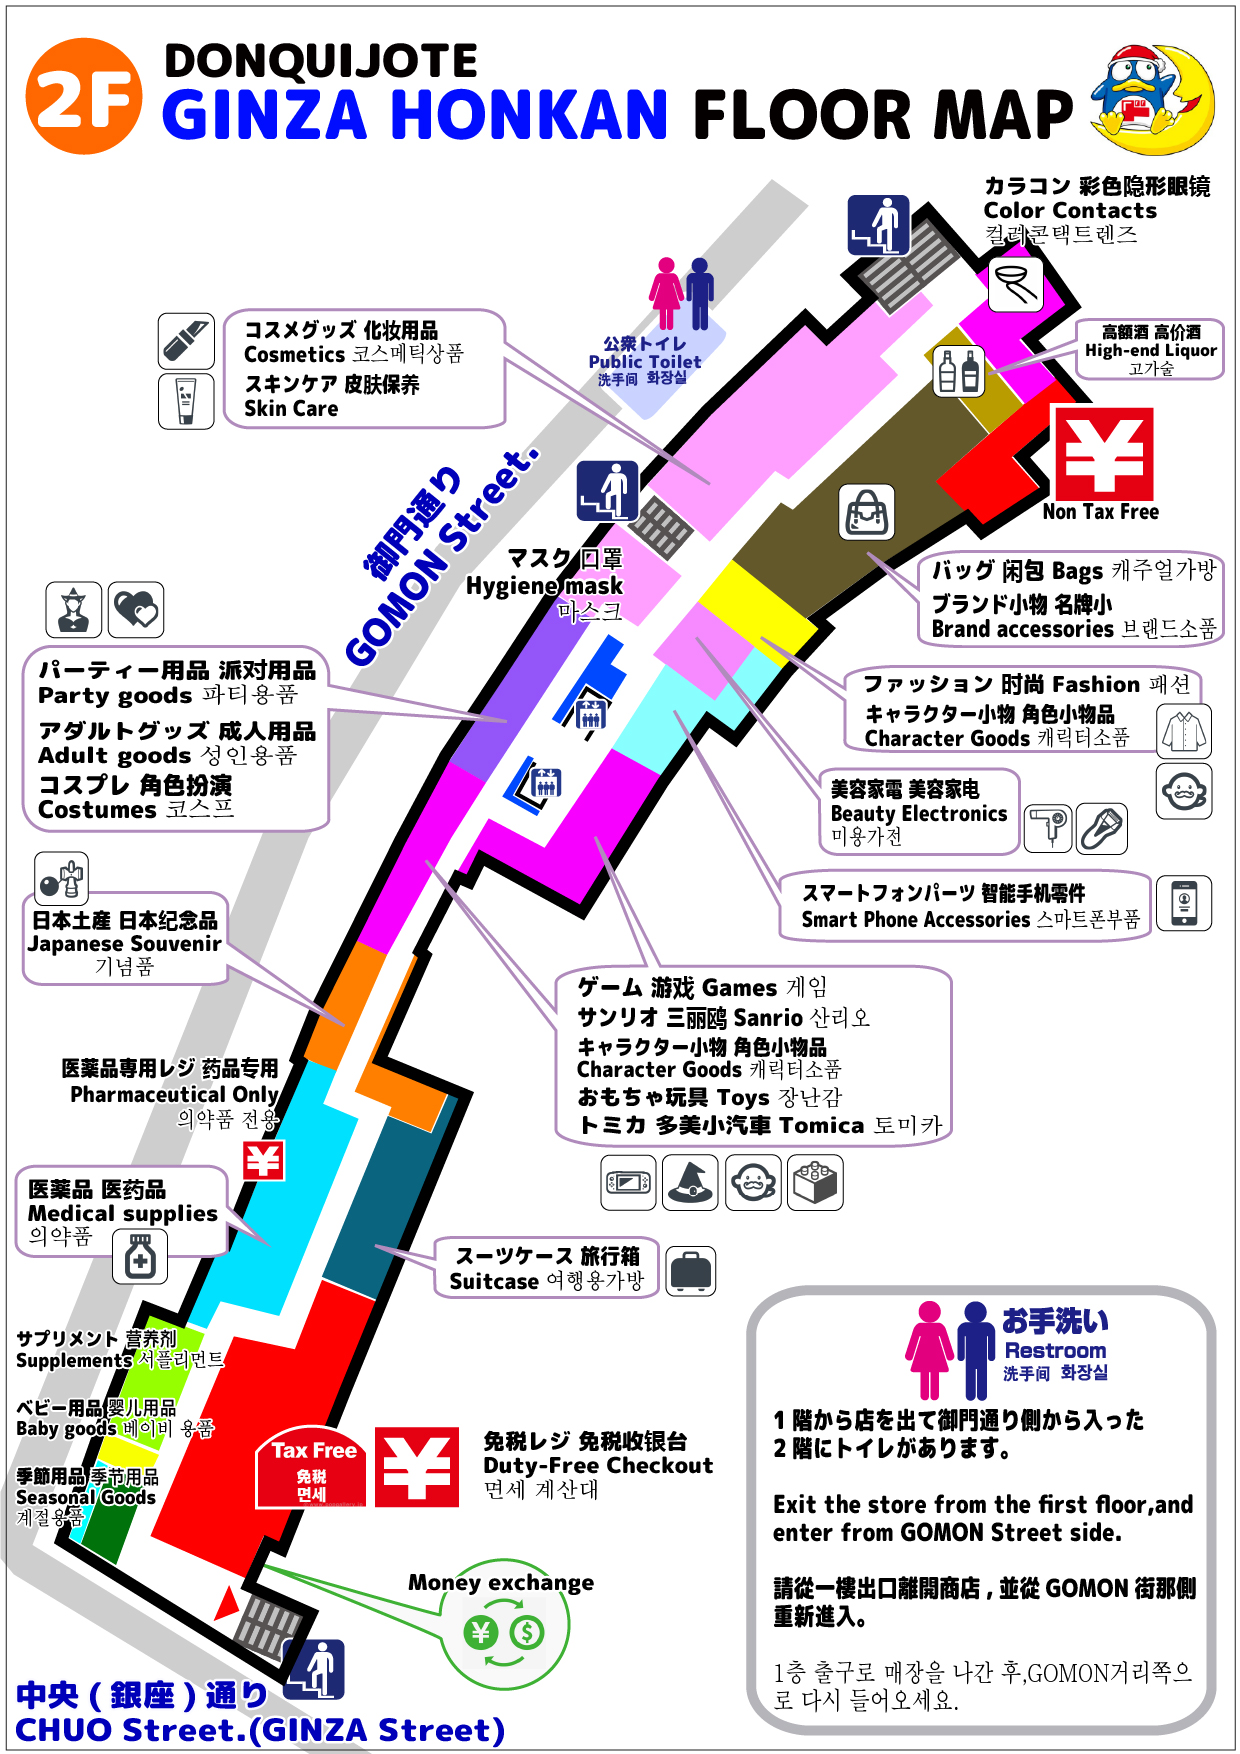 2F
DONQUIJOTE
GINZA HONKAN FLOOR MAP
カラコン 彩色隐形眼镜
Color Contacts
컬러콘택트렌즈
公衆トイレ
Public Toilet
洗手间 화장실
コスメグッズ 化妆用品
Cosmetics 코스메틱상품
スキンケア 皮肤保养
Skin Care
高額酒 高价酒
High-end Liquor
고가술
Non Tax Free
御門通り
GOMON Street.
マスク 口罩
Hygiene mask
마스크
バッグ 闲包 Bags 캐주얼가방
ブランド小物 名牌小
Brand accessories 브랜드소품
パーティー用品 派对用品
Party goods 파티용품
アダルトグッズ 成人用品
Adult goods 성인용품
コスプレ 角色扮演
Costumes 코스프
ファッション 时尚 Fashion 패션
キャラクター小物 角色小物品
Character Goods 캐릭터소품
美容家電 美容家电
Beauty Electronics
미용가전
スマートフォンパーツ 智能手机零件
Smart Phone Accessories 스마트폰부품
日本土産 日本纪念品
Japanese Souvenir
기념품
ゲーム 游戏 Games 게임
サンリオ 三丽鸥 Sanrio 산리오
キャラクター小物 角色小物品
Character Goods 캐릭터소품
おもちゃ玩具 Toys 장난감
トミカ 多美小汽車 Tomica 토미카
医薬品専用レジ 药品专用
Pharmaceutical Only
의약품 전용
医薬品 医药品
Medical supplies
의약품
スーツケース 旅行箱
Suitcase 여행용가방
サプリメント 营养剂
Supplements 서플리먼트
ベビー用品 婴儿用品
Baby goods 베이비 용품
季節用品 季节用品
Seasonal Goods
계절용품
Tax Free
免税
면세
免税レジ 免税收银台
Duty-Free Checkout
면세 계산대
Money exchange
お手洗い
Restroom
洗手间 화장실
1 階から店を出て御門通り側から入った
2 階にトイレがあります。
Exit the store from the first floor,and
enter from GOMON Street side.
請從一樓出口離開商店 , 並從 GOMON 街那側
重新進入。
1층 출구로 매장을 나간 후,GOMON거리쪽으
로 다시 들어오세요.
中央 ( 銀座 ) 通り
CHUO Street.(GINZA Street)